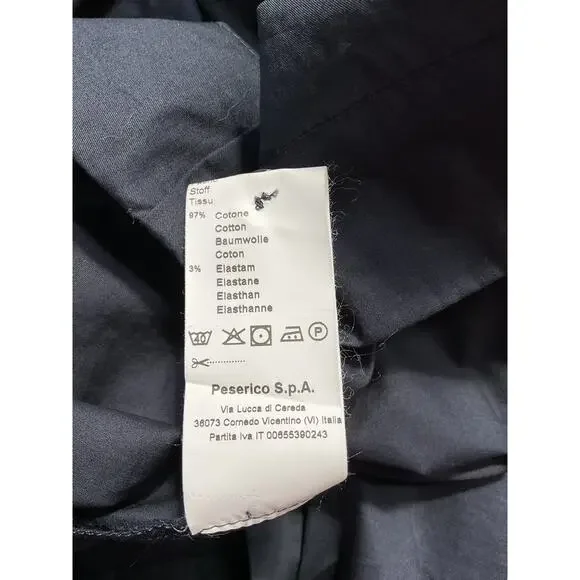 Stoff
Tissu
97% Cotone
Cotton
Baumwolle
Coton
3% Elastam
Elastane
Elasthan
Elasthanne
40 P
Peserico S.p.A.
Via Lucca di Cereda
36073 Cornedo Vicentino (VI) Italia
Partita Iva IT 00655390243